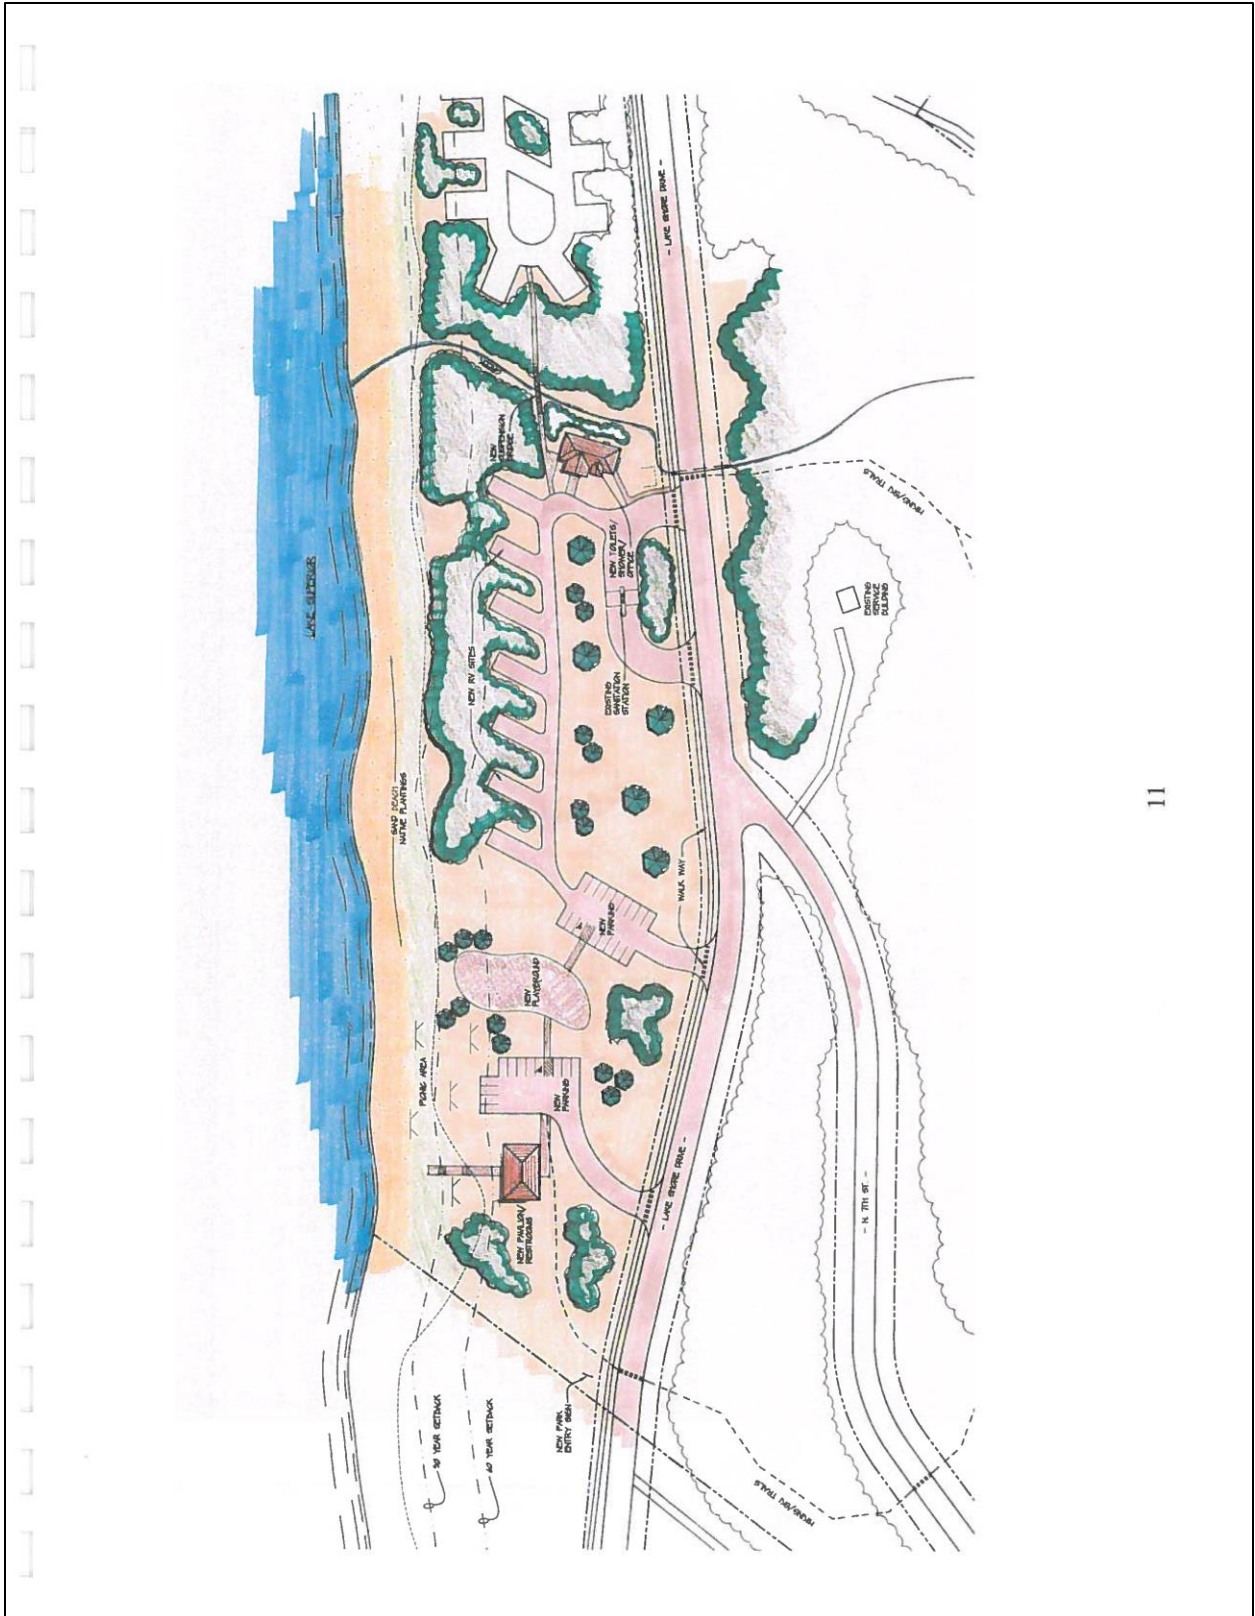 LAKE SUPERIOR
SAND BEACH
NATIVE PLANTINGS
PICNIC AREA
30 YEAR SETBACK
60 YEAR SETBACK
NEW PARK
ENTRY SIGN
NEW PAVILION/
RESTROOMS
NEW
PARKING
NEW
PLAYGROUND
NEW
PARKING
NEW RV SITES
NEW
SUSPENSION
BRIDGE
NEW TOILETS/
SHOWER/
OFFICE
EXISTING
SANITATION
STATION
WALK WAY
- LAKE SHORE DRIVE -
- LAKE SHORE DRIVE -
- N. 7TH ST. -
EXISTING
SERVICE
BUILDING
11